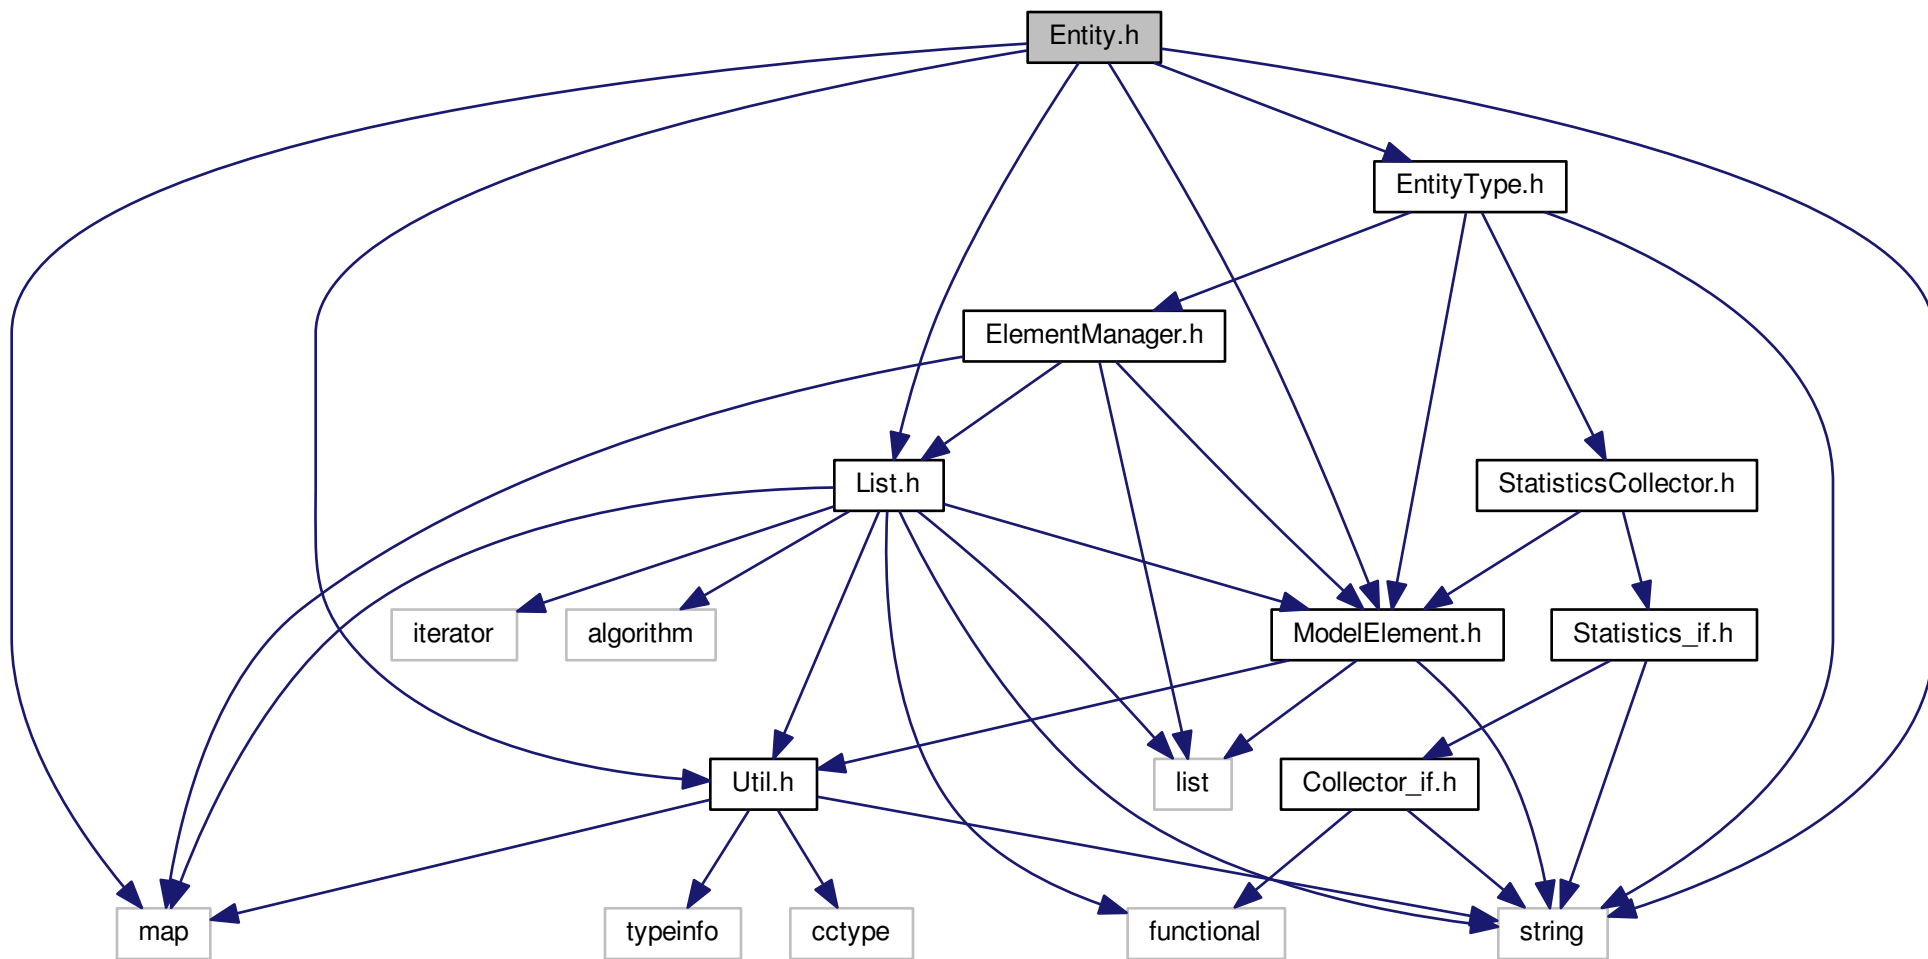 Entity.h
EntityType.h
ElementManager.h
List.h
StatisticsCollector.h
iterator
algorithm
ModelElement.h
Statistics_if.h
Util.h
list
Collector_if.h
map
typeinfo
cctype
functional
string